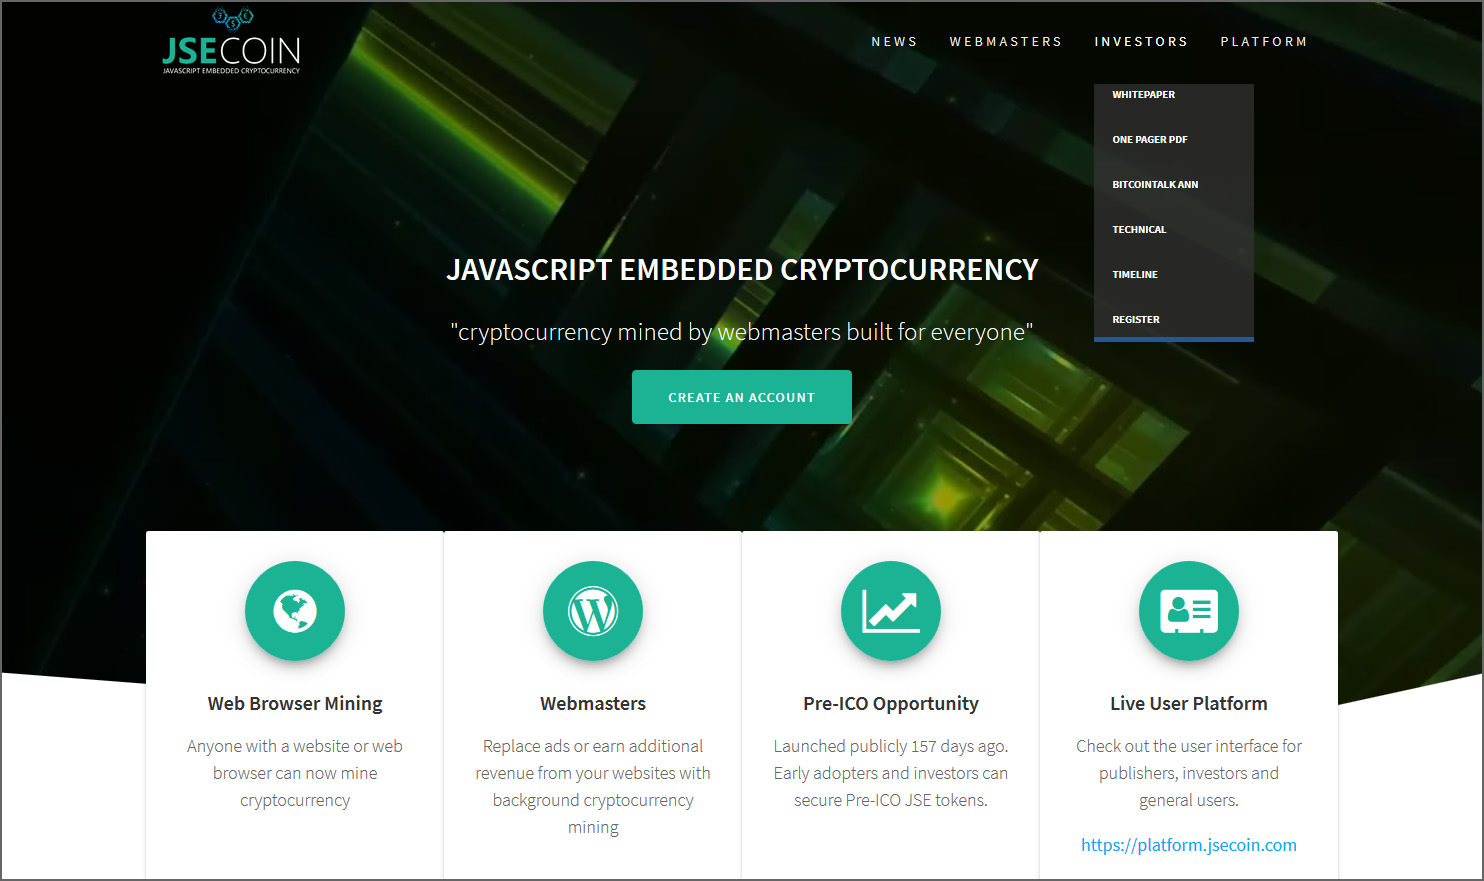 JSECOIN
JAVASCRIPT EMBEDDED CRYPTOCURRENCY
NEWS
WEBMASTERS
INVESTORS
PLATFORM
WHITEPAPER
ONE PAGER PDF
BITCOINTALK ANN
TECHNICAL
TIMELINE
REGISTER
JAVASCRIPT EMBEDDED CRYPTOCURRENCY
"cryptocurrency mined by webmasters built for everyone"
CREATE AN ACCOUNT
Web Browser Mining
Anyone with a website or web
browser can now mine
cryptocurrency
Webmasters
Replace ads or earn additional
revenue from your websites with
background cryptocurrency
mining
Pre-ICO Opportunity
Launched publicly 157 days ago.
Early adopters and investors can
secure Pre-ICO JSE tokens.
Live User Platform
Check out the user interface for
publishers, investors and
general users.
https://platform.jsecoin.com